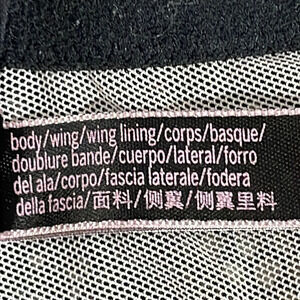 body/wing/wing lining/corps/basque/
doublure bande/cuerpo/lateral/forro
del ala/corpo/fascia laterale/fodera
della fascia/面料/侧翼/侧翼里料